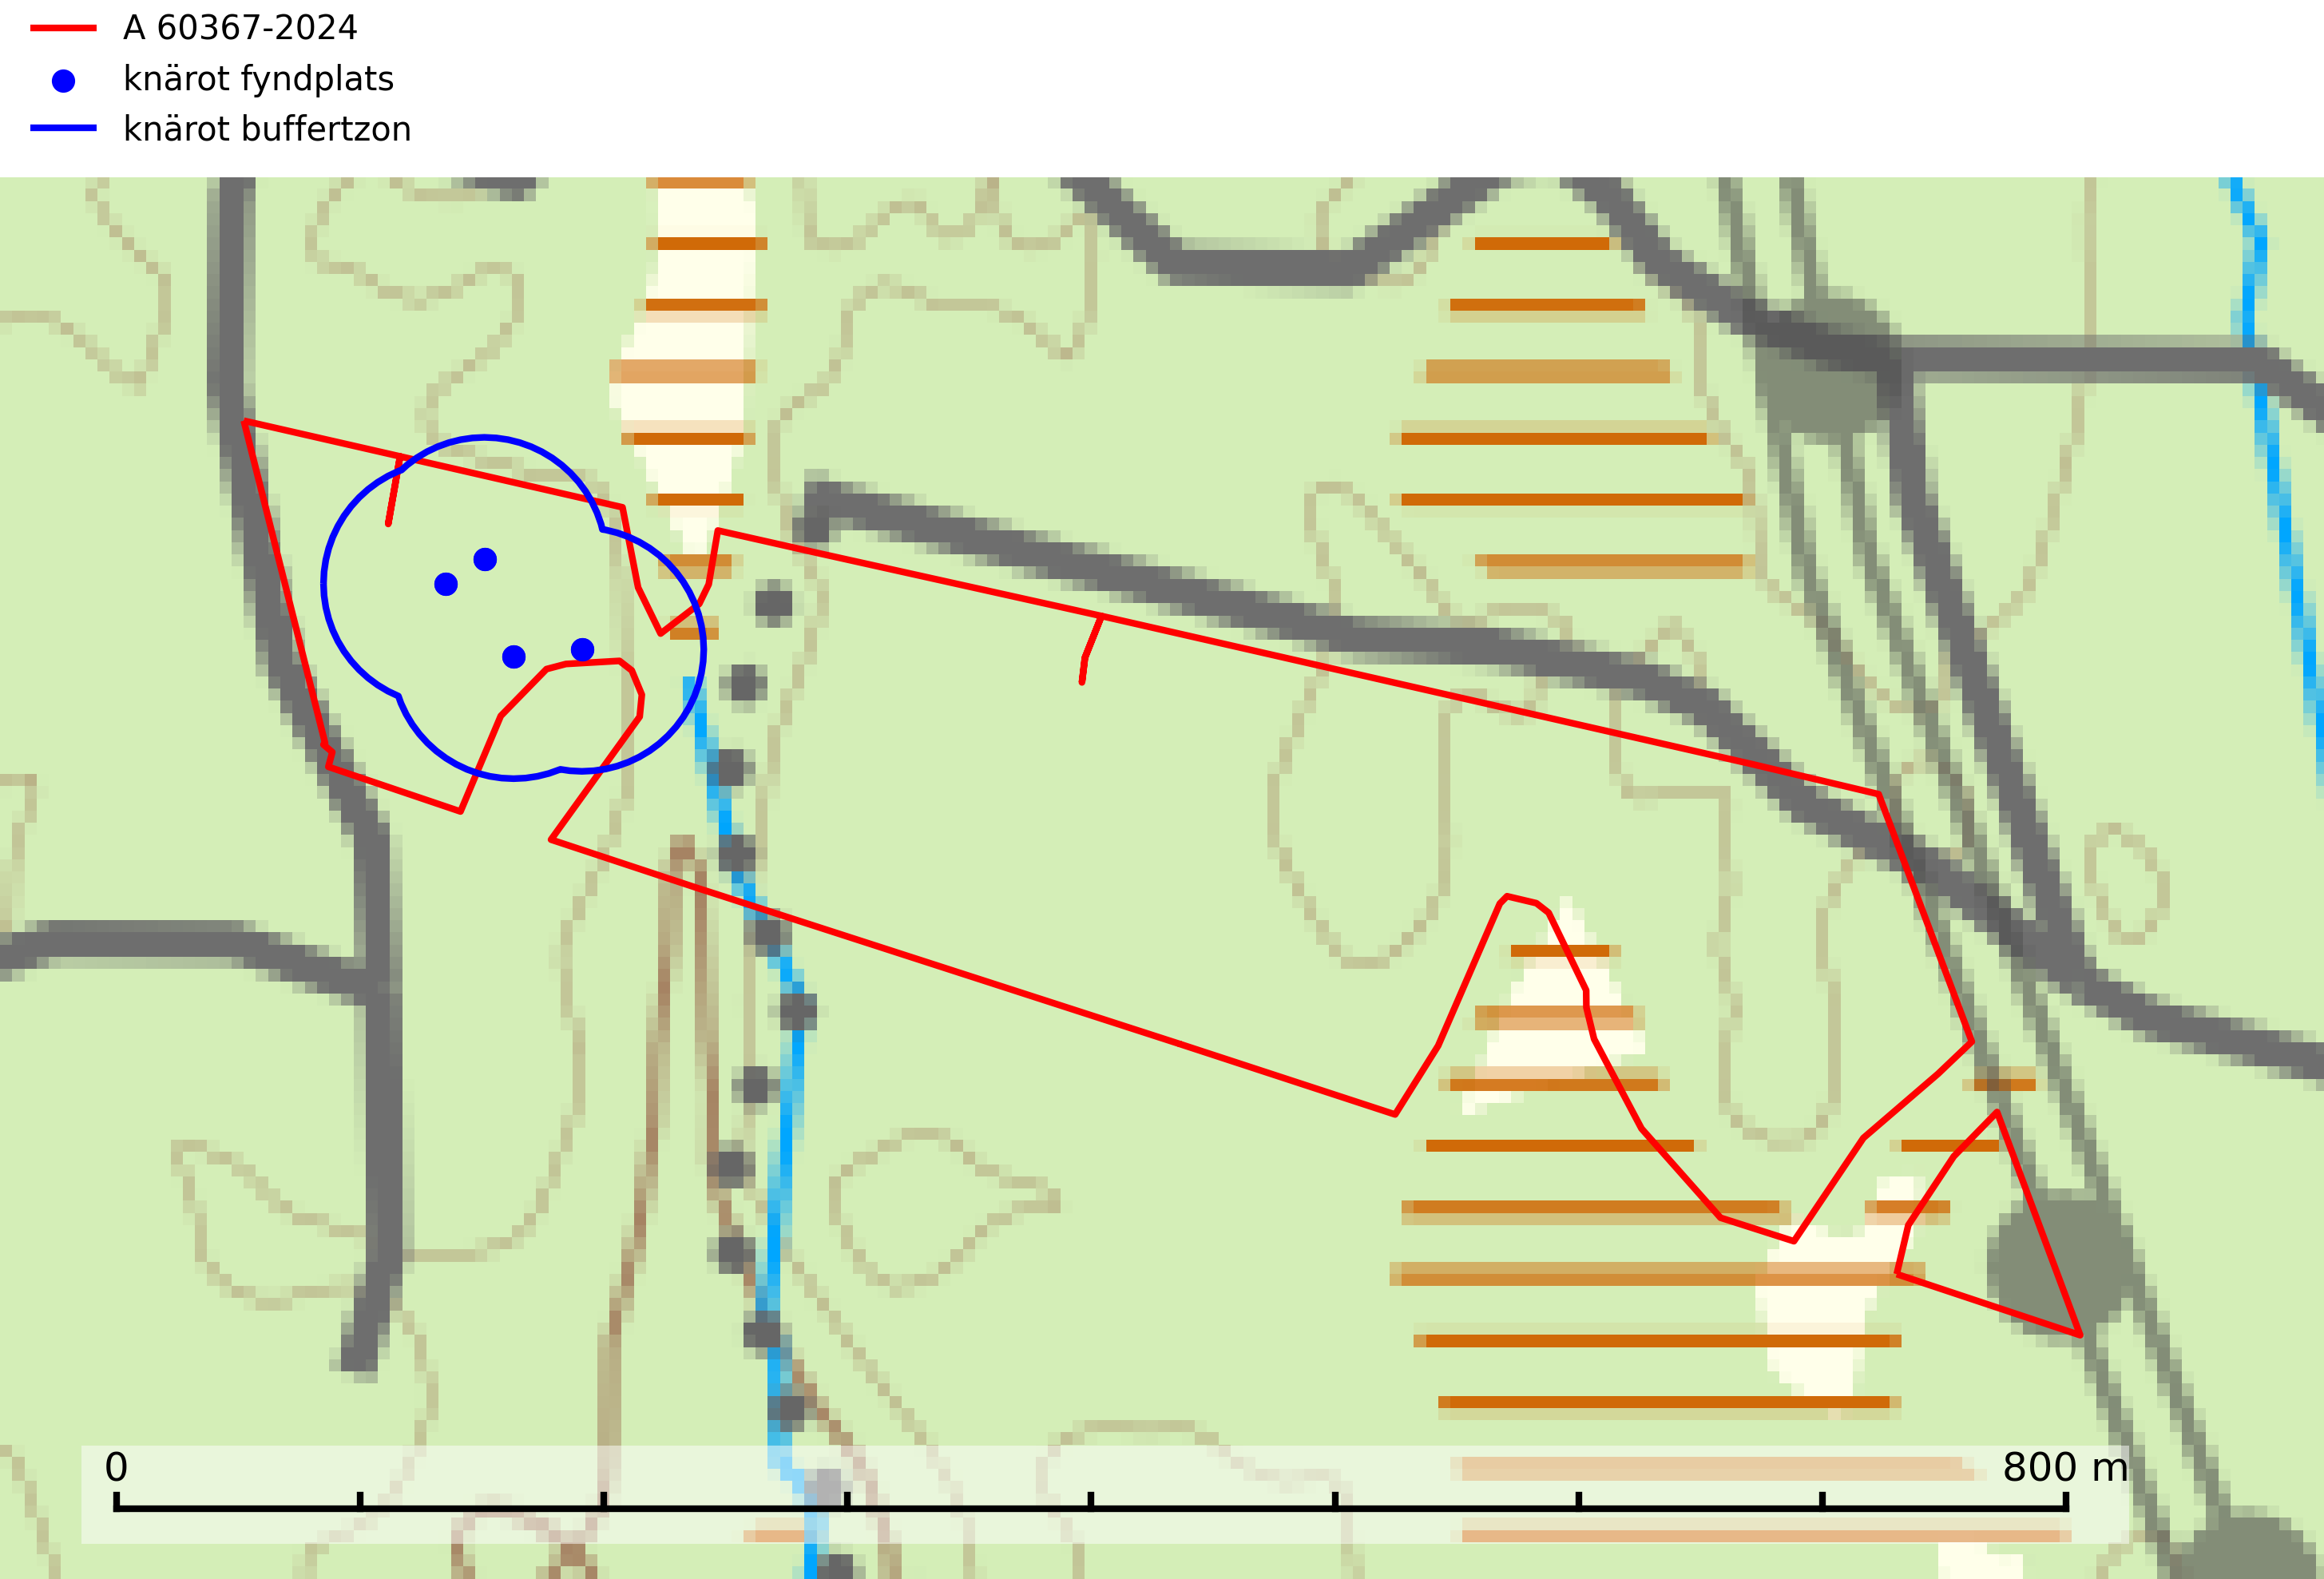 A 60367-2024
knärot fyndplats
knärot buffertzon
0
800 m